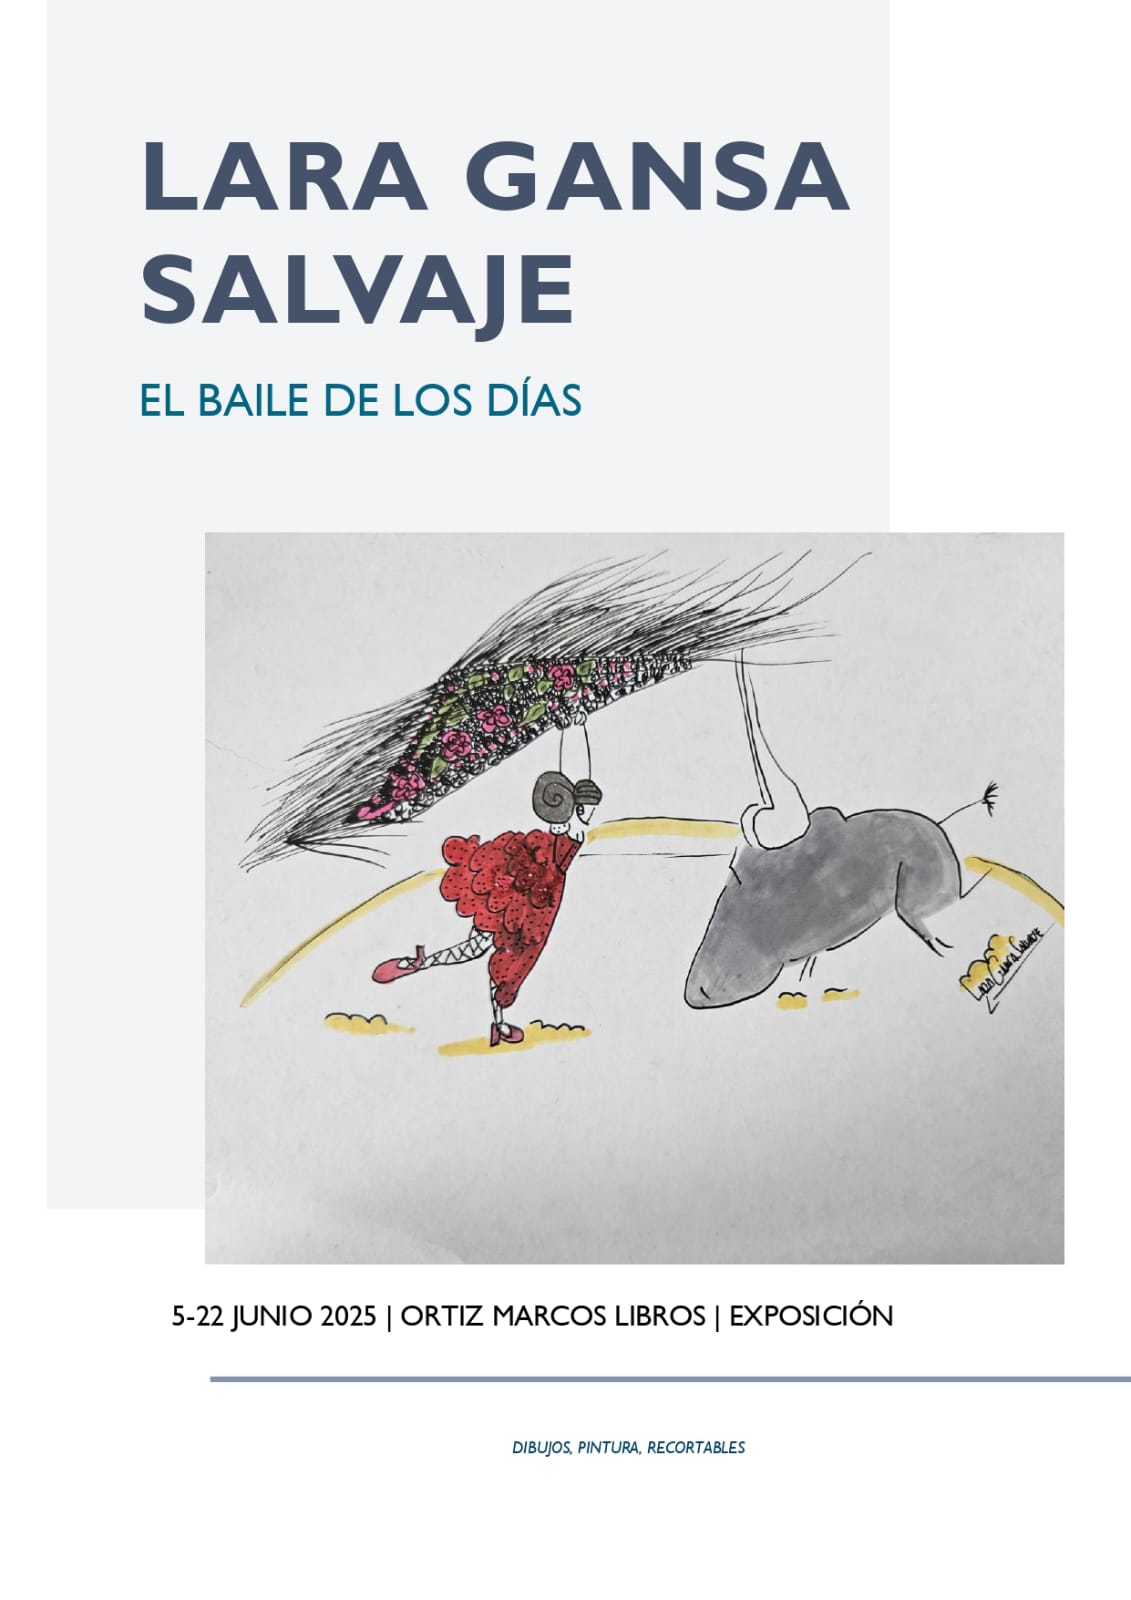 LARA GANSA
SALVAJE
EL BAILE DE LOS DÍAS
5-22 JUNIO 2025 | ORTIZ MARCOS LIBROS | EXPOSICIÓN
DIBUJOS, PINTURA, RECORTABLES